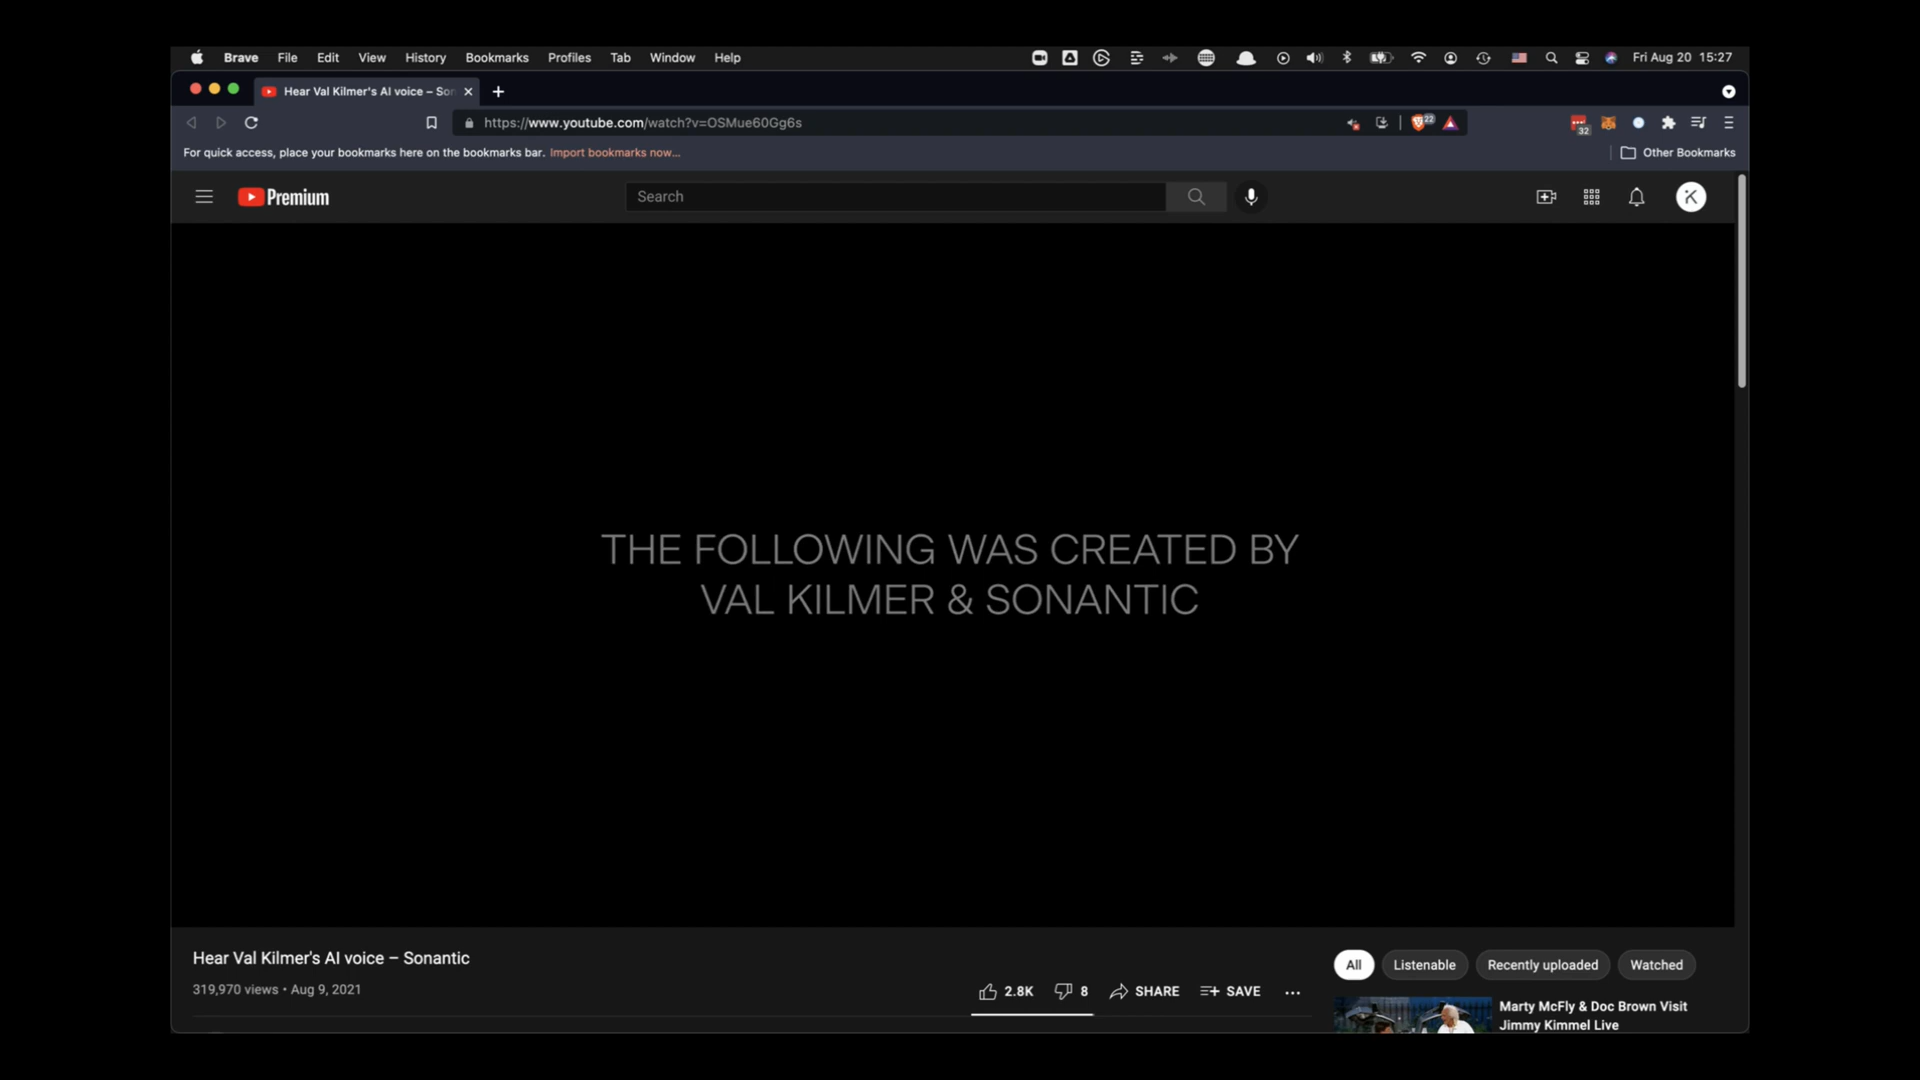 Brave File Edit View History Bookmarks Profiles Tab Window Help Fri Aug 20 15:27
Hear Val Kilmer's AI voice – Son
https://www.youtube.com/watch?v=OSMue60Gg6s
22
32
For quick access, place your bookmarks here on the bookmarks bar. Import bookmarks now...
Other Bookmarks
Premium
Search
THE FOLLOWING WAS CREATED BY
VAL KILMER & SONANTIC
Hear Val Kilmer's AI voice – Sonantic
319,970 views • Aug 9, 2021
2.8K 8 SHARE SAVE
All Listenable Recently uploaded Watched
Marty McFly & Doc Brown Visit
Jimmy Kimmel Live